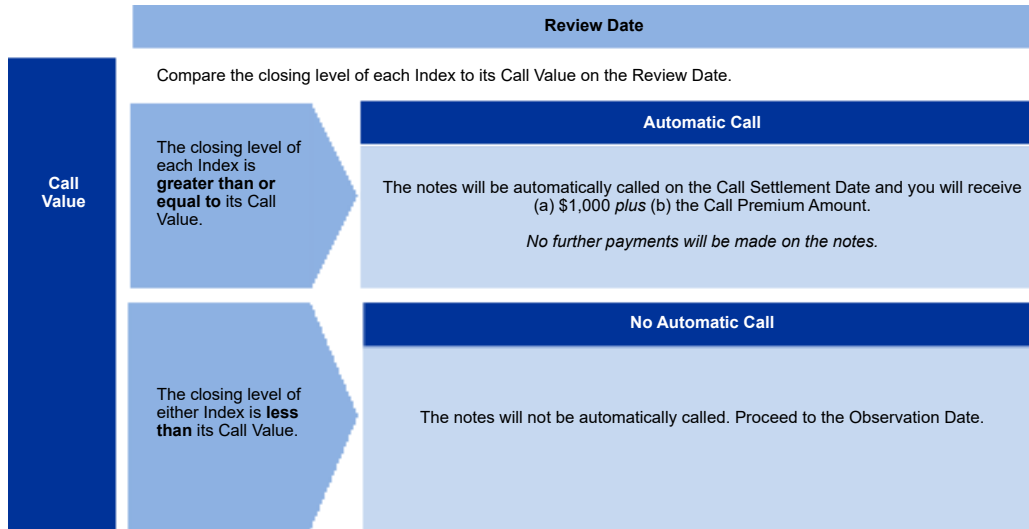 Review Date
Compare the closing level of each Index to its Call Value on the Review Date.
Call
Value
The closing level of
each Index is
greater than or
equal to its Call
Value.
Automatic Call
The notes will be automatically called on the Call Settlement Date and you will receive
(a) $1,000 plus (b) the Call Premium Amount.
No further payments will be made on the notes.
The closing level of
either Index is less
than its Call Value.
No Automatic Call
The notes will not be automatically called. Proceed to the Observation Date.